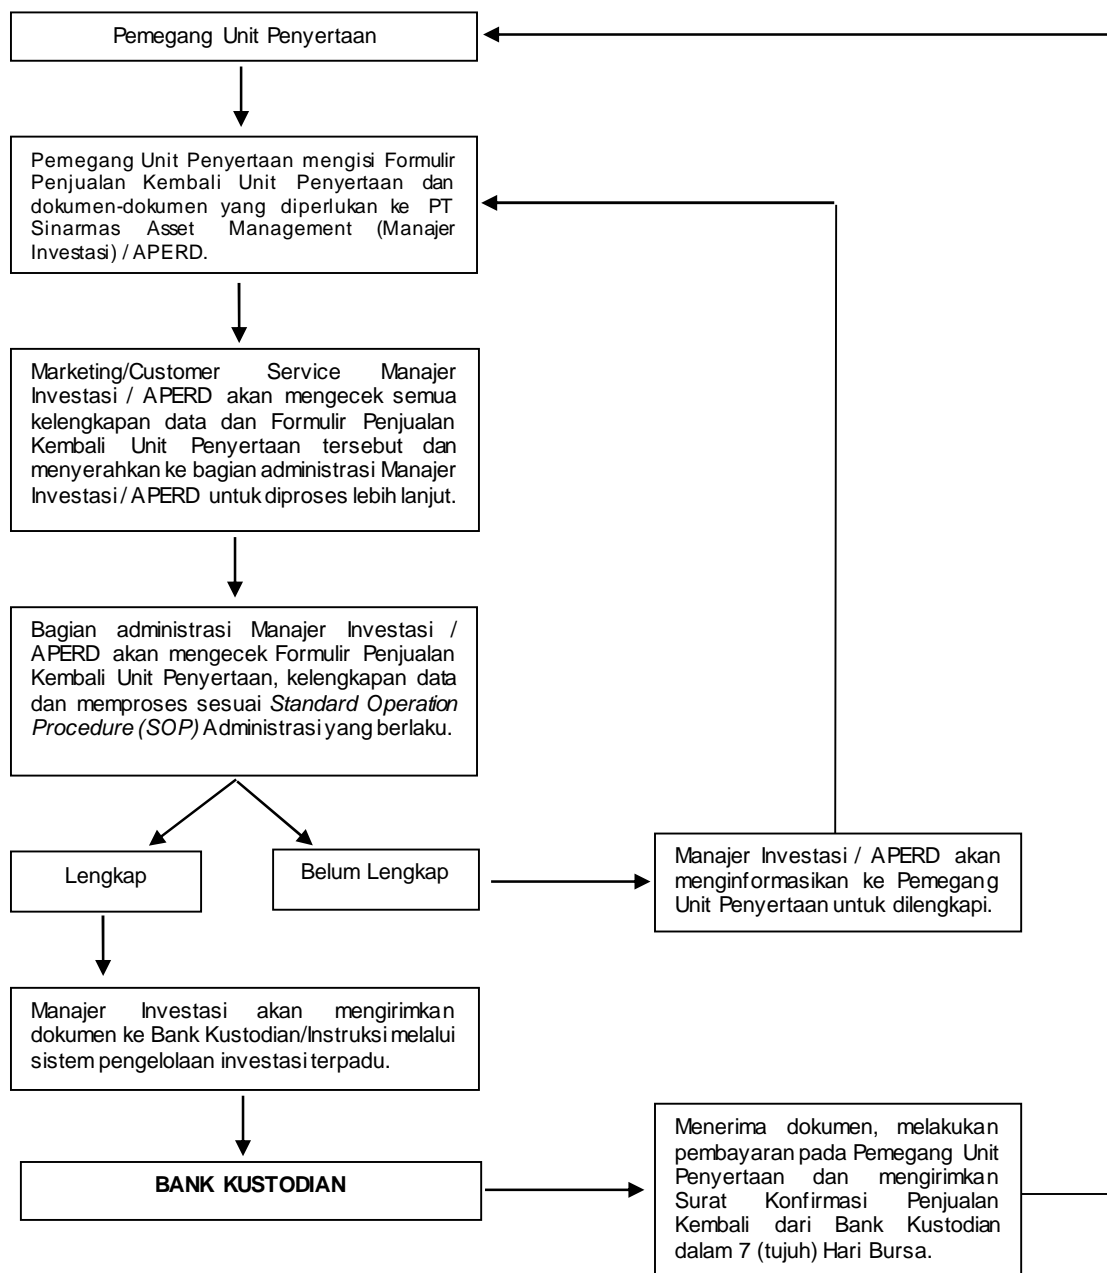 Pemegang Unit Penyertaan
Pemegang Unit Penyertaan mengisi Formulir
Penjualan Kembali Unit Penyertaan dan
dokumen-dokumen yang diperlukan ke PT
Sinarmas Asset Management (Manajer
Investasi) / APERD.
Marketing/Customer Service Manajer
Investasi / APERD akan mengecek semua
kelengkapan data dan Formulir Penjualan
Kembali Unit Penyertaan tersebut dan
menyerahkan ke bagian administrasi Manajer
Investasi / APERD untuk diproses lebih lanjut.
Bagian administrasi Manajer Investasi /
APERD akan mengecek Formulir Penjualan
Kembali Unit Penyertaan, kelengkapan data
dan memproses sesuai Standard Operation
Procedure (SOP) Administrasi yang berlaku.
Lengkap
Belum Lengkap
Manajer Investasi / APERD akan
menginformasikan ke Pemegang
Unit Penyertaan untuk dilengkapi.
Manajer Investasi akan mengirimkan
dokumen ke Bank Kustodian/Instruksi melalui
sistem pengelolaan investasi terpadu.
BANK KUSTODIAN
Menerima dokumen, melakukan
pembayaran pada Pemegang Unit
Penyertaan dan mengirimkan
Surat Konfirmasi Penjualan
Kembali dari Bank Kustodian
dalam 7 (tujuh) Hari Bursa.